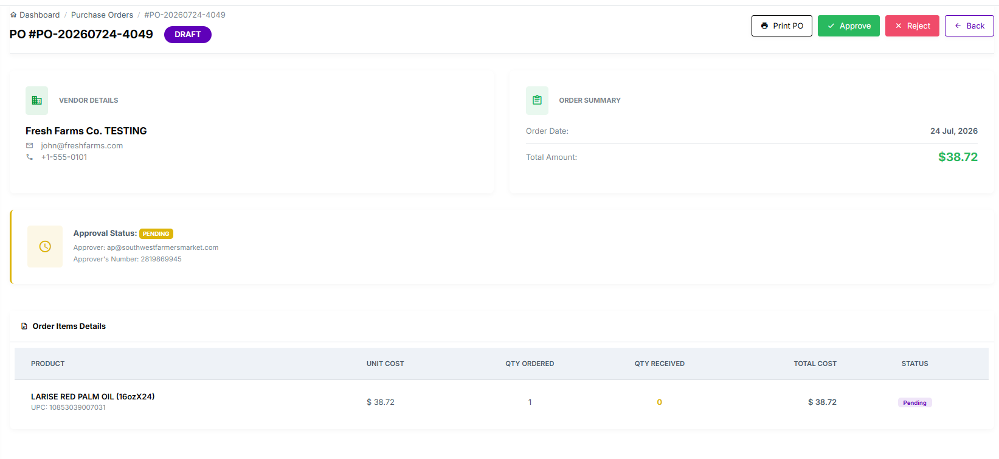 Dashboard / Purchase Orders / #PO-20260724-4049
PO #PO-20260724-4049 DRAFT
Print PO Approve Reject Back
VENDOR DETAILS
Fresh Farms Co. TESTING
john@freshfarms.com
+1-555-0101
ORDER SUMMARY
Order Date: 24 Jul, 2026
Total Amount: $38.72
Approval Status: PENDING
Approver: ap@southwestfarmersmarket.com
Approver's Number: 2819869945
Order Items Details
PRODUCT UNIT COST QTY ORDERED QTY RECEIVED TOTAL COST STATUS
LARISE RED PALM OIL (16ozX24) $ 38.72 1 0 $ 38.72 Pending
UPC: 10853039007031